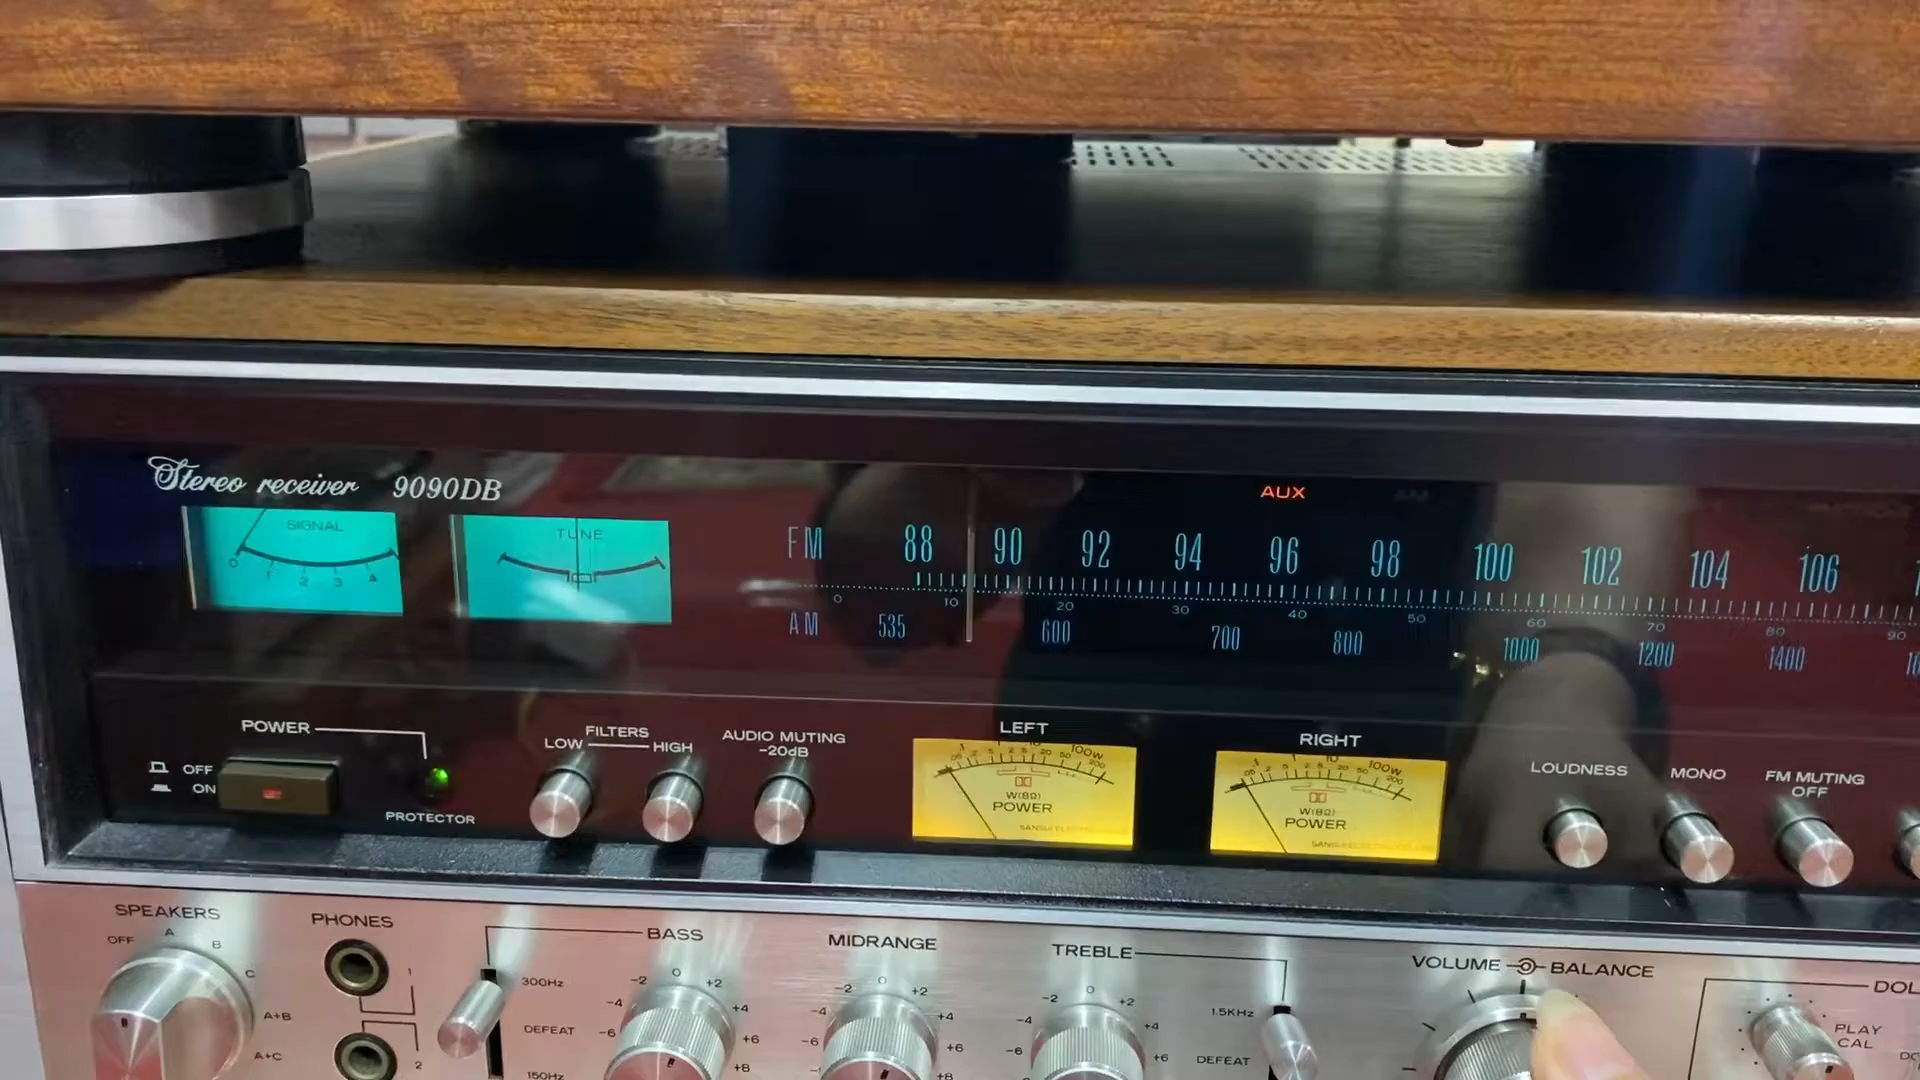 Stereo receiver 9090DB
SIGNAL
0 1 2 3 4
TUNE
AUX
FM 88 90 92 94 96 98 100 102 104 106
0 10 20 30 40 50 60 70 80 90
AM 535 600 700 800 1000 1200 1400
POWER
OFF
ON
PROTECTOR
FILTERS
LOW HIGH
AUDIO MUTING
-20dB
LEFT
100W
W(8Ω)
POWER
RIGHT
100W
W(8Ω)
POWER
LOUDNESS
MONO
FM MUTING
OFF
SPEAKERS
OFF A B C A+B A+C
PHONES
1
2
BASS
300Hz
DEFEAT
150Hz
-6 -4 -2 0 +2 +4 +6 +8
MIDRANGE
-6 -4 -2 0 +2 +4 +6 +8
TREBLE
-6 -4 -2 0 +2 +4 +6
1.5KHz
DEFEAT
VOLUME BALANCE
PLAY
CAL